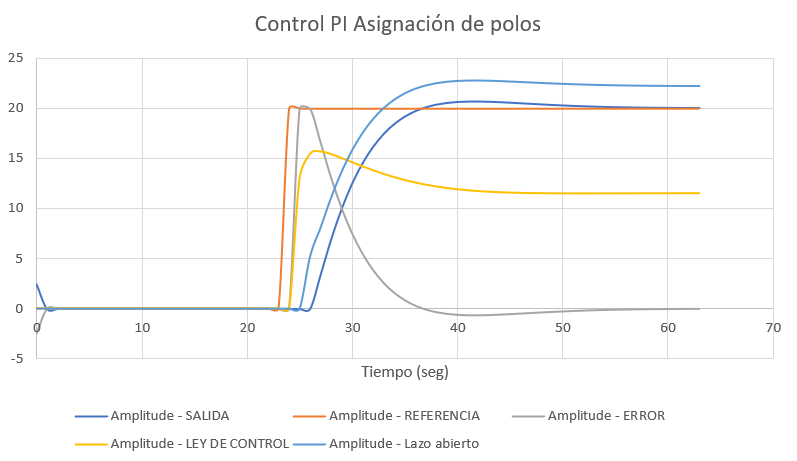 Control PI Asignación de polos
25
20
15
10
5
0
-5
0 10 20 30 40 50 60 70
Tiempo (seg)
Amplitude - SALIDA Amplitude - REFERENCIA Amplitude - ERROR
Amplitude - LEY DE CONTROL Amplitude - Lazo abierto